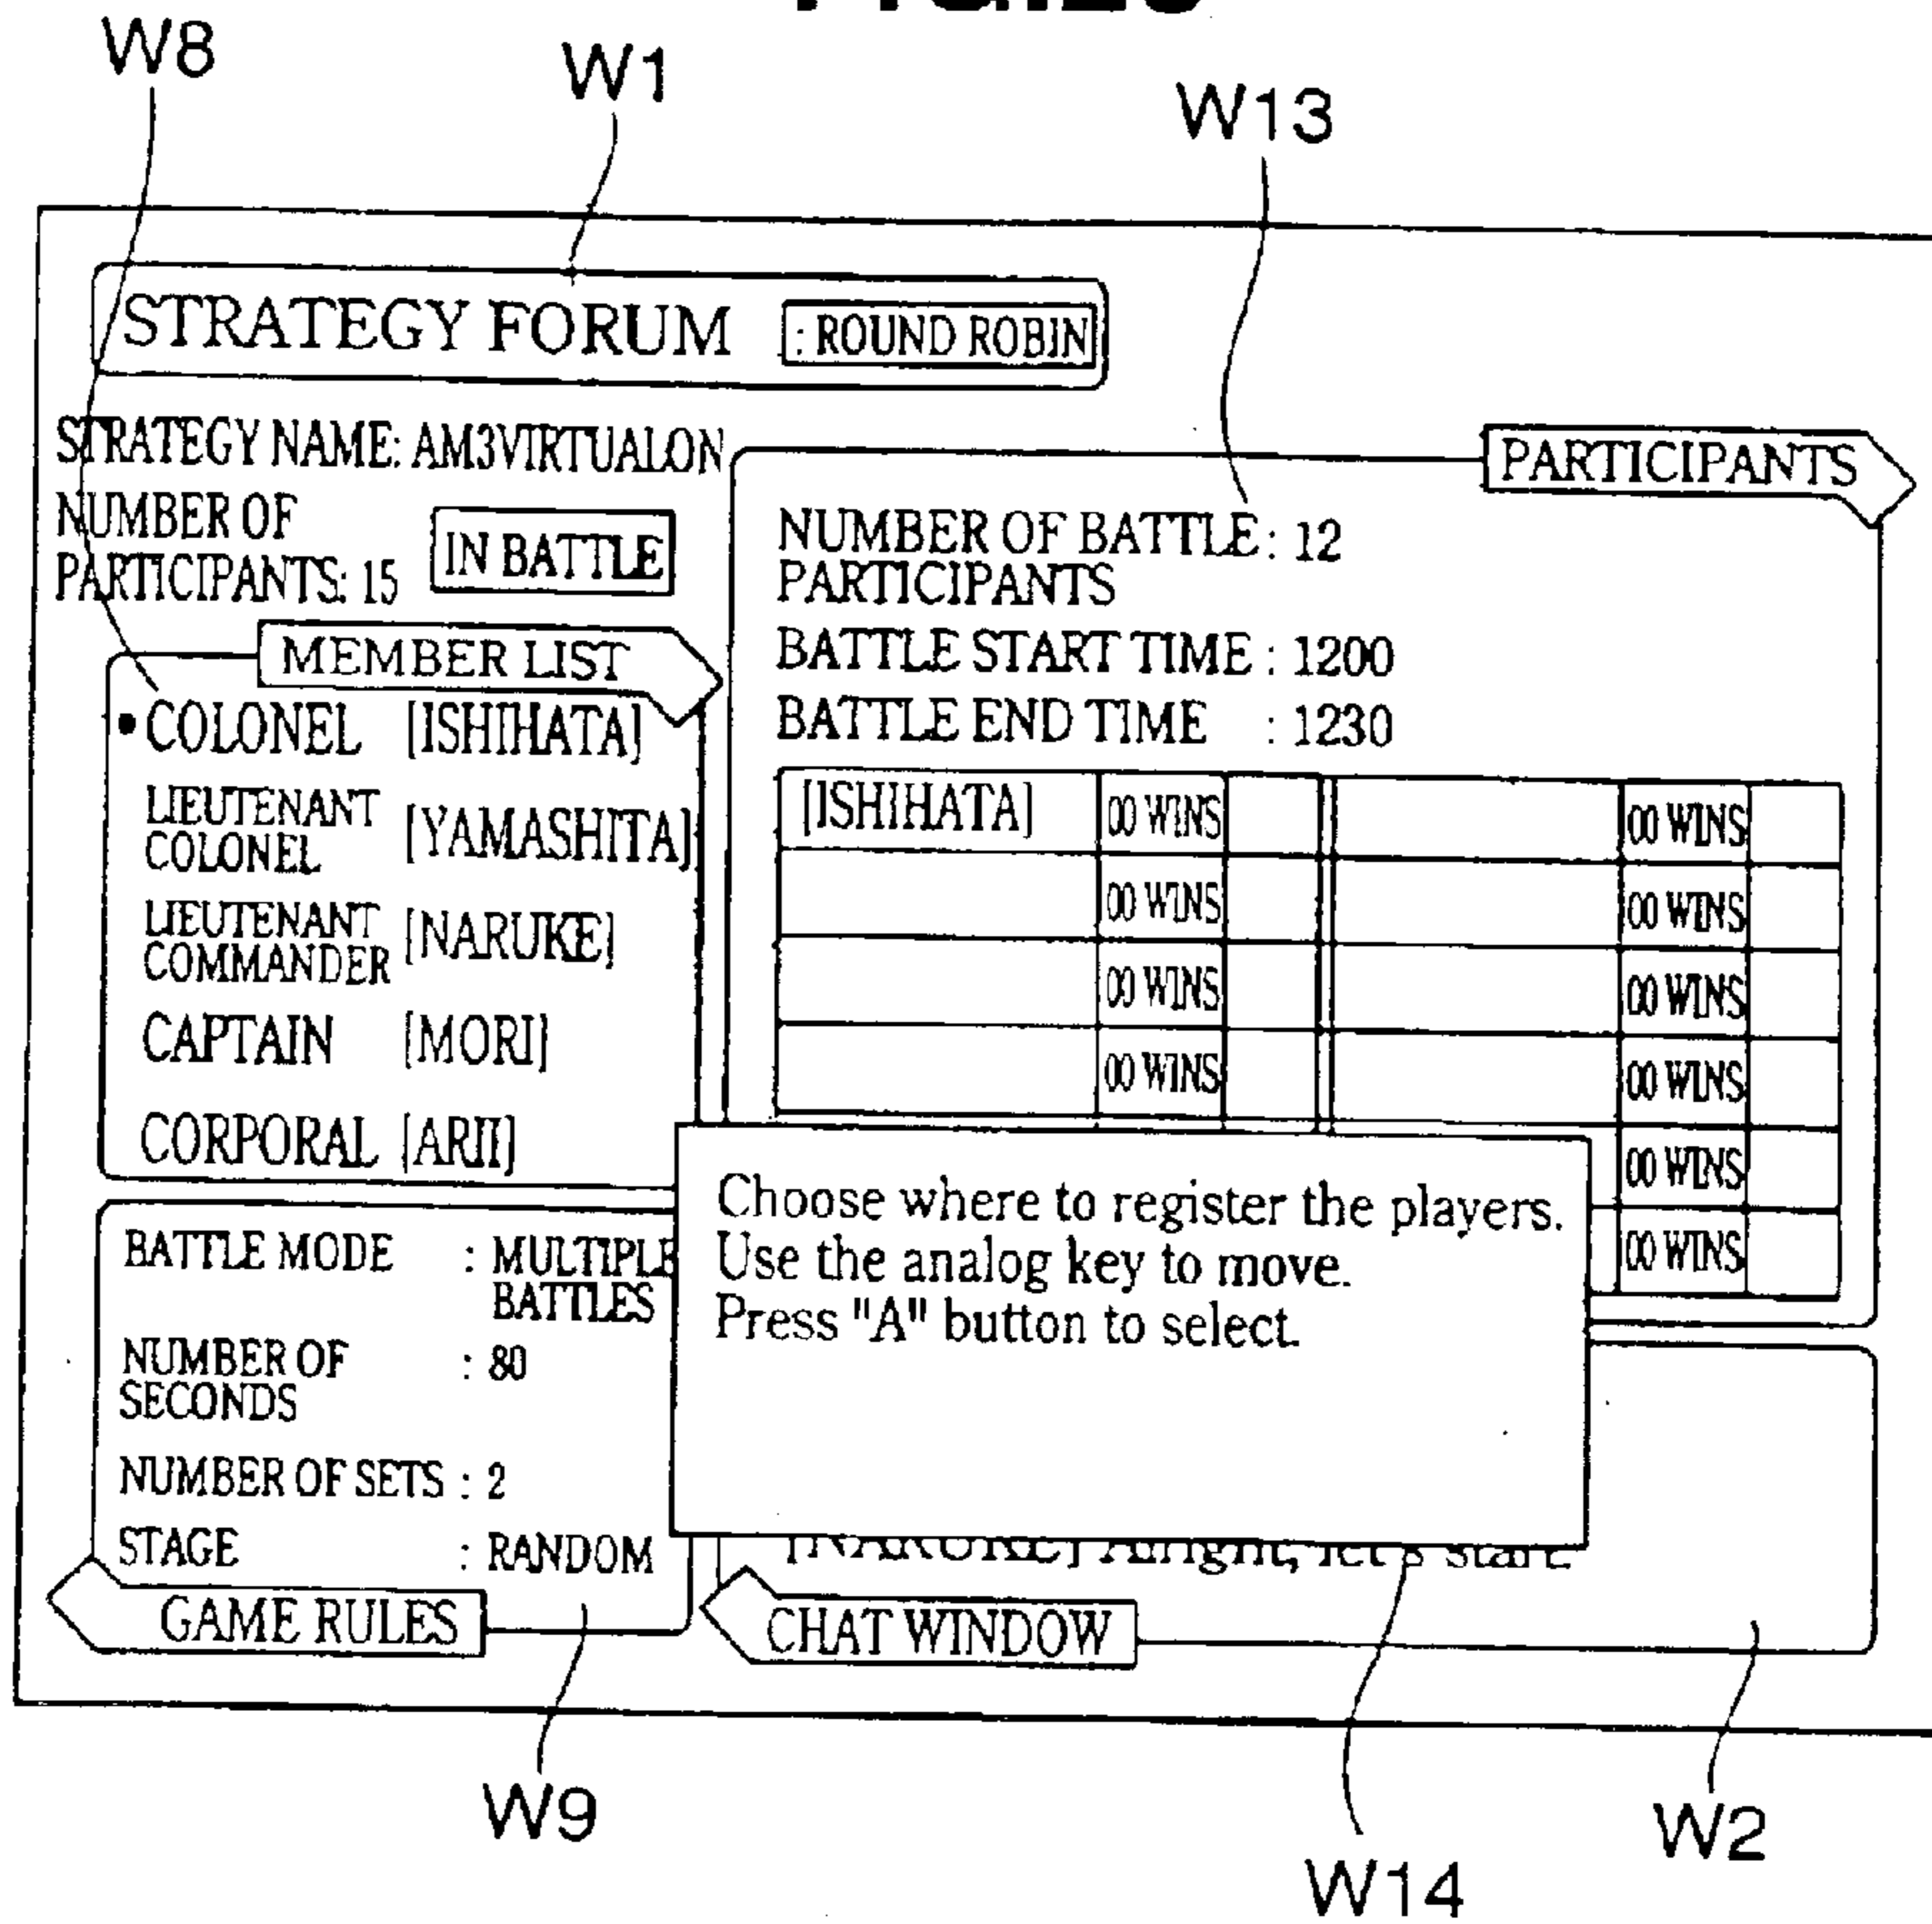 W8
W1
W13
STRATEGY FORUM : ROUND ROBIN
STRATEGY NAME: AM3VIRTUALON
NUMBER OF
PARTICIPANTS: 15
IN BATTLE
MEMBER LIST
• COLONEL [ISHIHATA]
LIEUTENANT
COLONEL [YAMASHITA]
LIEUTENANT
COMMANDER [NARUKE]
CAPTAIN [MORI]
CORPORAL [ARII]
PARTICIPANTS
NUMBER OF BATTLE : 12
PARTICIPANTS
BATTLE START TIME : 1200
BATTLE END TIME : 1230
[ISHIHATA] 00 WINS 00 WINS
00 WINS 00 WINS
00 WINS 00 WINS
00 WINS 00 WINS
00 WINS
00 WINS
Choose where to register the players.
Use the analog key to move.
Press "A" button to select.
BATTLE MODE : MULTIPLE
BATTLES
NUMBER OF : 80
SECONDS
NUMBER OF SETS : 2
STAGE : RANDOM
GAME RULES
[NARUKE] Alright, let's start.
CHAT WINDOW
W9
W14
W2